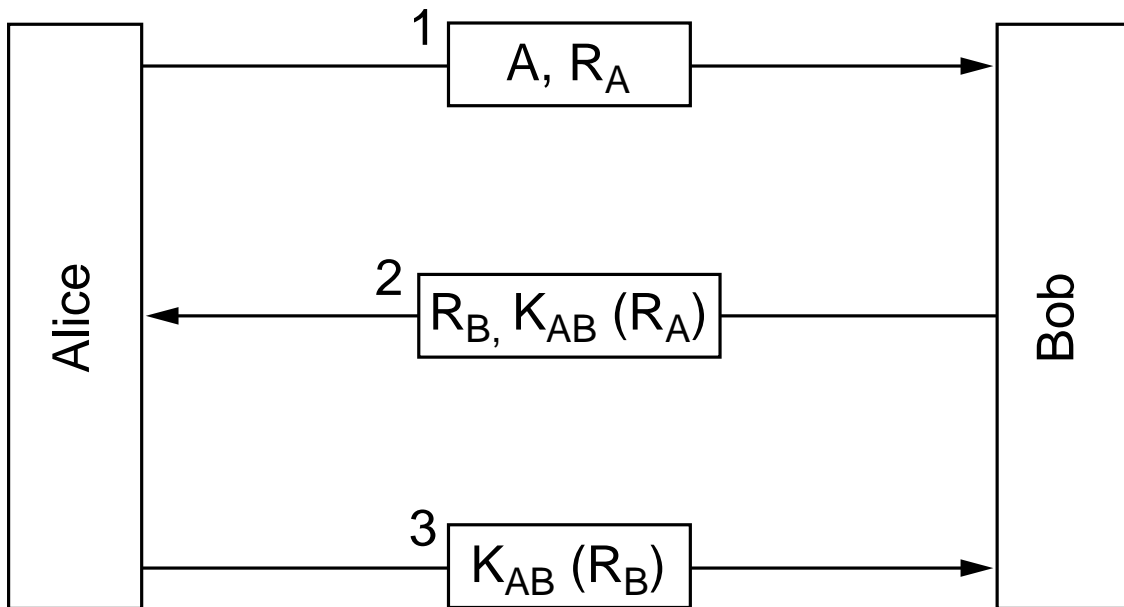 1
A, R_A
Alice
2
R_B, K_AB (R_A)
Bob
3
K_AB (R_B)